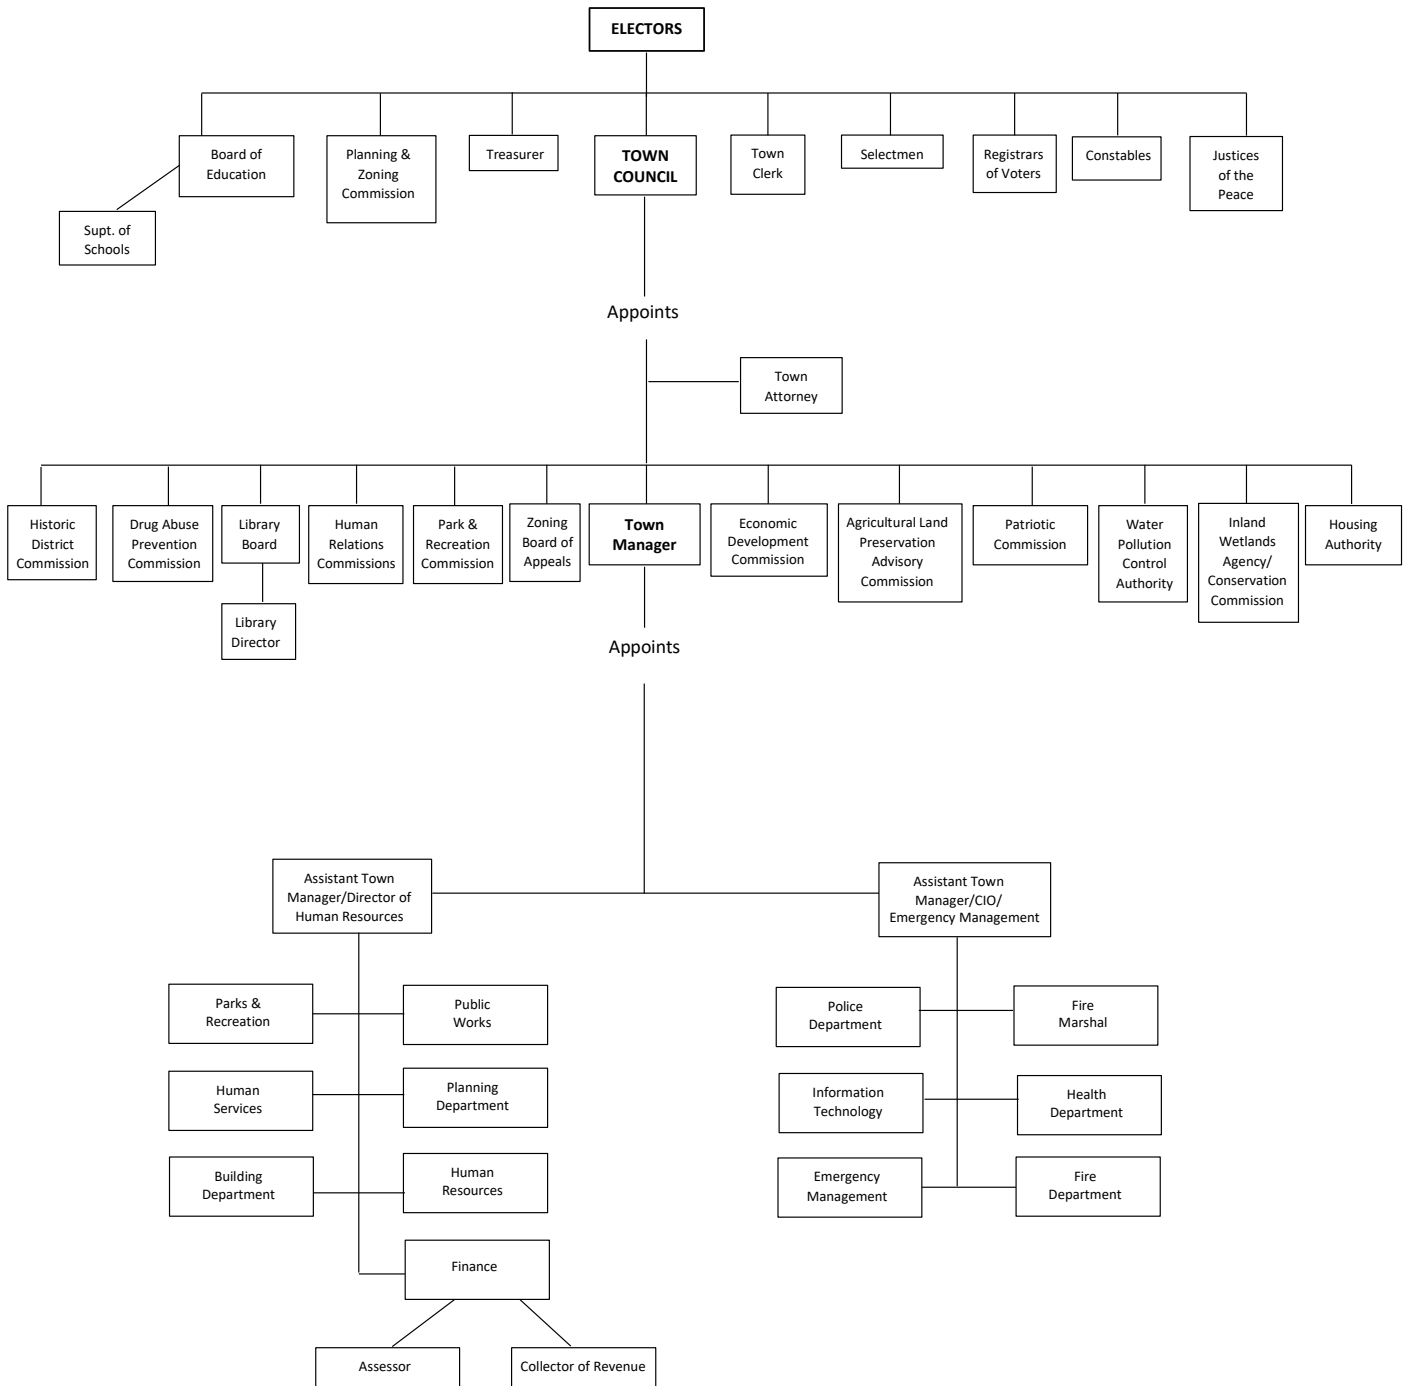 ELECTORS
Board of
Education
Planning &
Zoning
Commission
Treasurer
TOWN
COUNCIL
Town
Clerk
Selectmen
Registrars
of Voters
Constables
Justices
of the
Peace
Supt. of
Schools
Appoints
Town
Attorney
Historic
District
Commission
Drug Abuse
Prevention
Commission
Library
Board
Human
Relations
Commissions
Park &
Recreation
Commission
Zoning
Board of
Appeals
Town
Manager
Economic
Development
Commission
Agricultural Land
Preservation
Advisory
Commission
Patriotic
Commission
Water
Pollution
Control
Authority
Inland
Wetlands
Agency/
Conservation
Commission
Housing
Authority
Library
Director
Appoints
Assistant Town
Manager/Director of
Human Resources
Assistant Town
Manager/CIO/
Emergency Management
Parks &
Recreation
Public
Works
Police
Department
Fire
Marshal
Human
Services
Planning
Department
Information
Technology
Health
Department
Building
Department
Human
Resources
Emergency
Management
Fire
Department
Finance
Assessor
Collector of Revenue